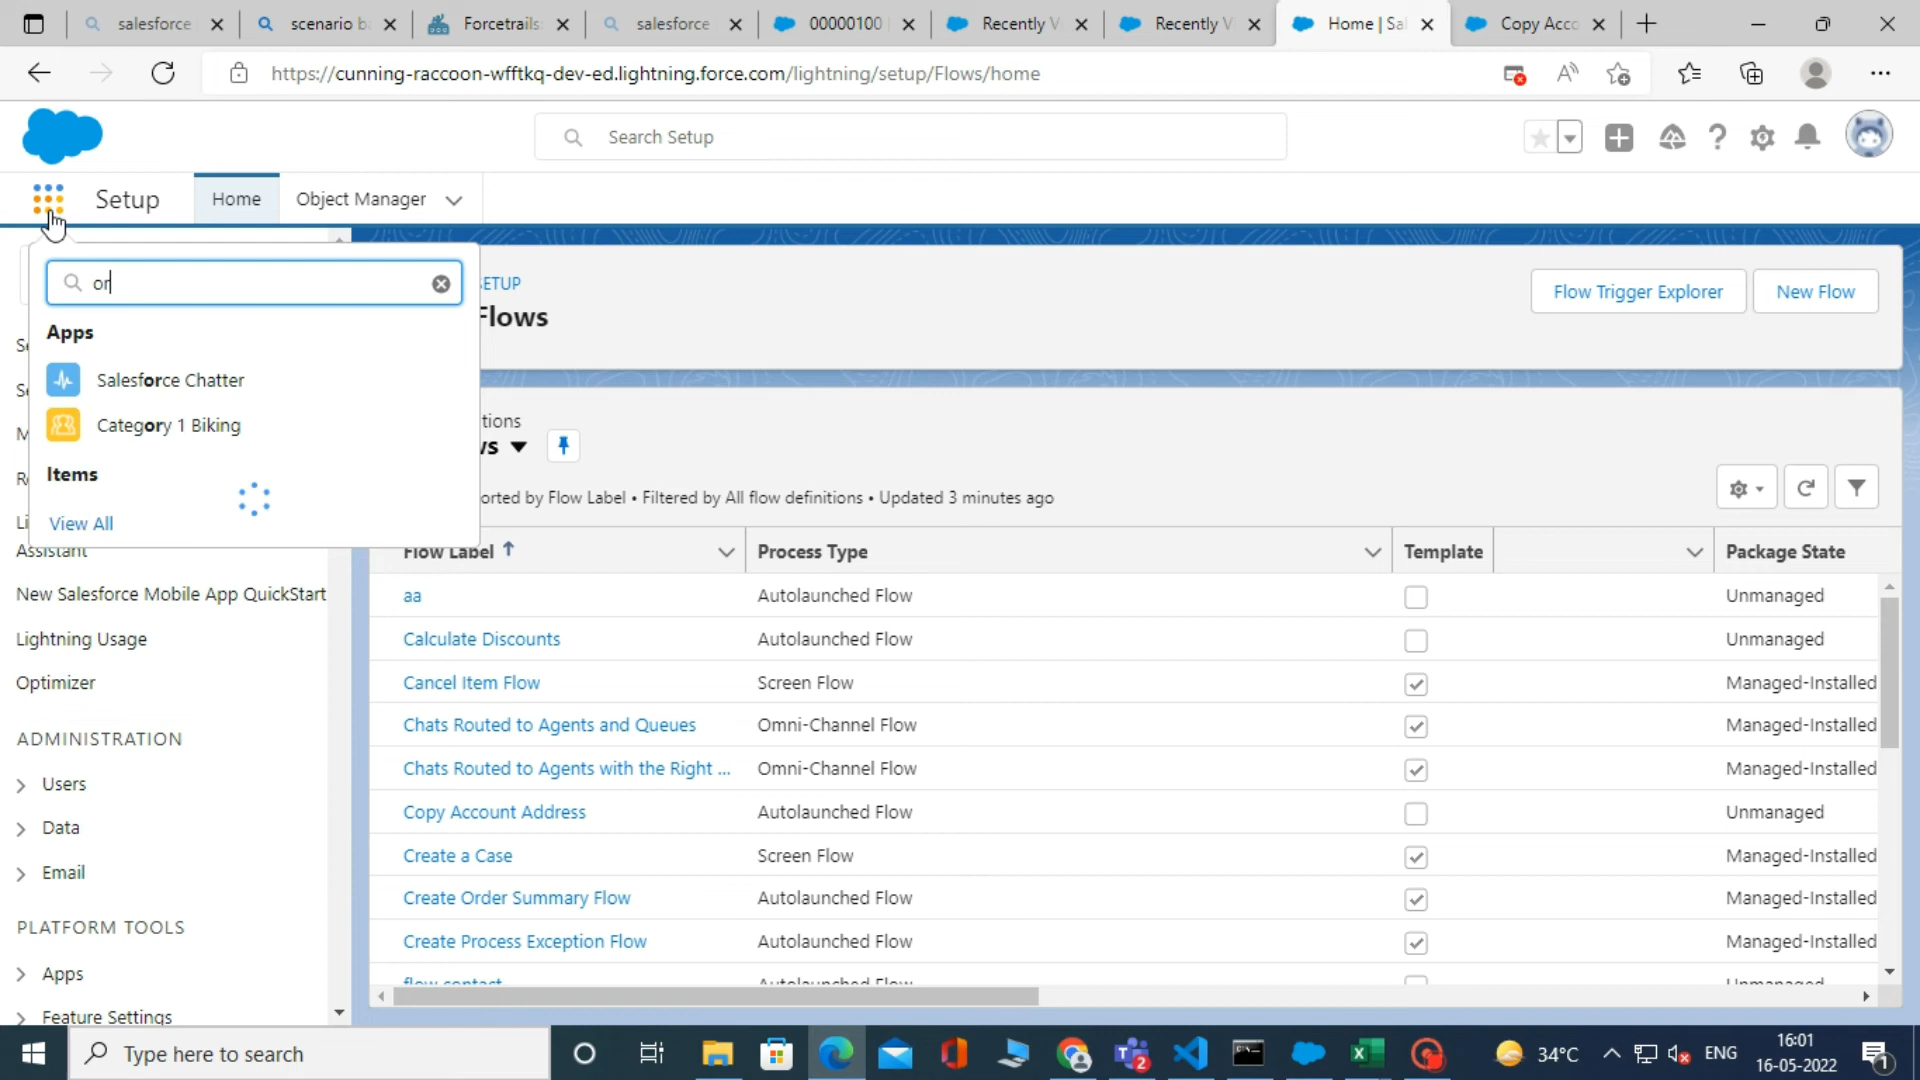 salesforce
scenario b
Forcetrails
salesforce
00000100
Recently V
Recently V
Home | Sal
Copy Acco
https://cunning-raccoon-wfftkq-dev-ed.lightning.force.com/lightning/setup/Flows/home
Search Setup
Setup
Home
Object Manager
or
Apps
Salesforce Chatter
Category 1 Biking
Items
View All
SETUP
Flows
Flow Trigger Explorer
New Flow
tions
ws
orted by Flow Label • Filtered by All flow definitions • Updated 3 minutes ago
Assistant
New Salesforce Mobile App QuickStart
Lightning Usage
Optimizer
ADMINISTRATION
Users
Data
Email
PLATFORM TOOLS
Apps
Feature Settings
Flow Label Process Type Template Package State
aa Autolaunched Flow Unmanaged
Calculate Discounts Autolaunched Flow Unmanaged
Cancel Item Flow Screen Flow Managed-Installed
Chats Routed to Agents and Queues Omni-Channel Flow Managed-Installed
Chats Routed to Agents with the Right ... Omni-Channel Flow Managed-Installed
Copy Account Address Autolaunched Flow Unmanaged
Create a Case Screen Flow Managed-Installed
Create Order Summary Flow Autolaunched Flow Managed-Installed
Create Process Exception Flow Autolaunched Flow Managed-Installed
flow contact Autolaunched Flow Unmanaged
Type here to search
34°C
ENG
16:01
16-05-2022
1
2